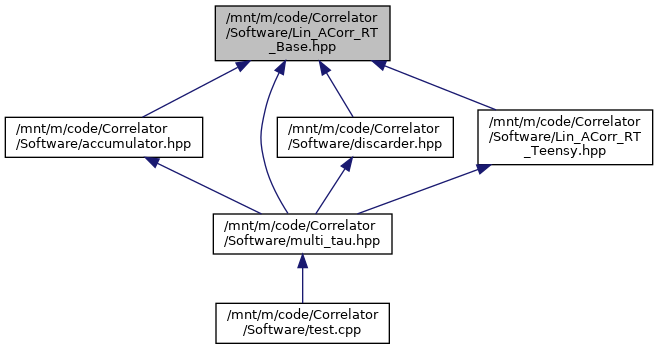 /mnt/m/code/Correlator
/Software/Lin_ACorr_RT
_Base.hpp
/mnt/m/code/Correlator
/Software/accumulator.hpp
/mnt/m/code/Correlator
/Software/discarder.hpp
/mnt/m/code/Correlator
/Software/Lin_ACorr_RT
_Teensy.hpp
/mnt/m/code/Correlator
/Software/multi_tau.hpp
/mnt/m/code/Correlator
/Software/test.cpp